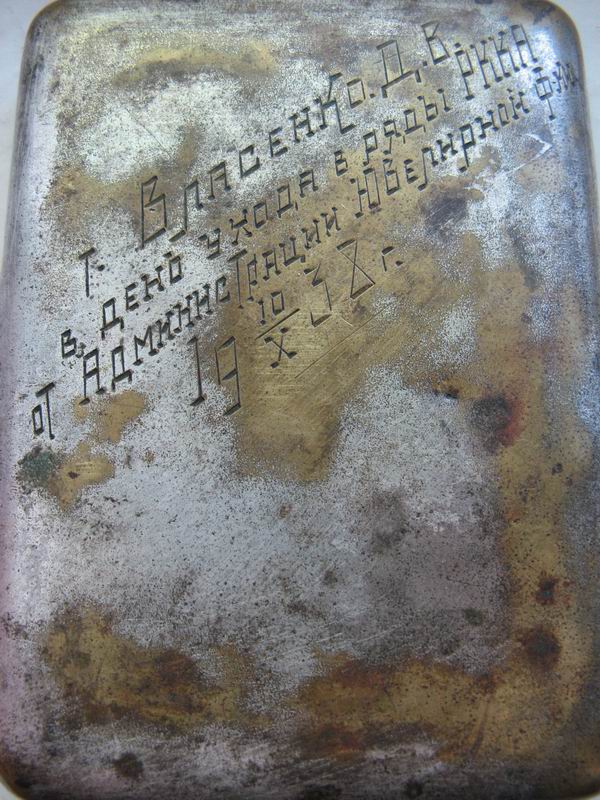 т. Власенко. Д. В.
в день ухода в ряды РККА
от Администрации Ювелирной ф-ки
19 10/X 38 г.